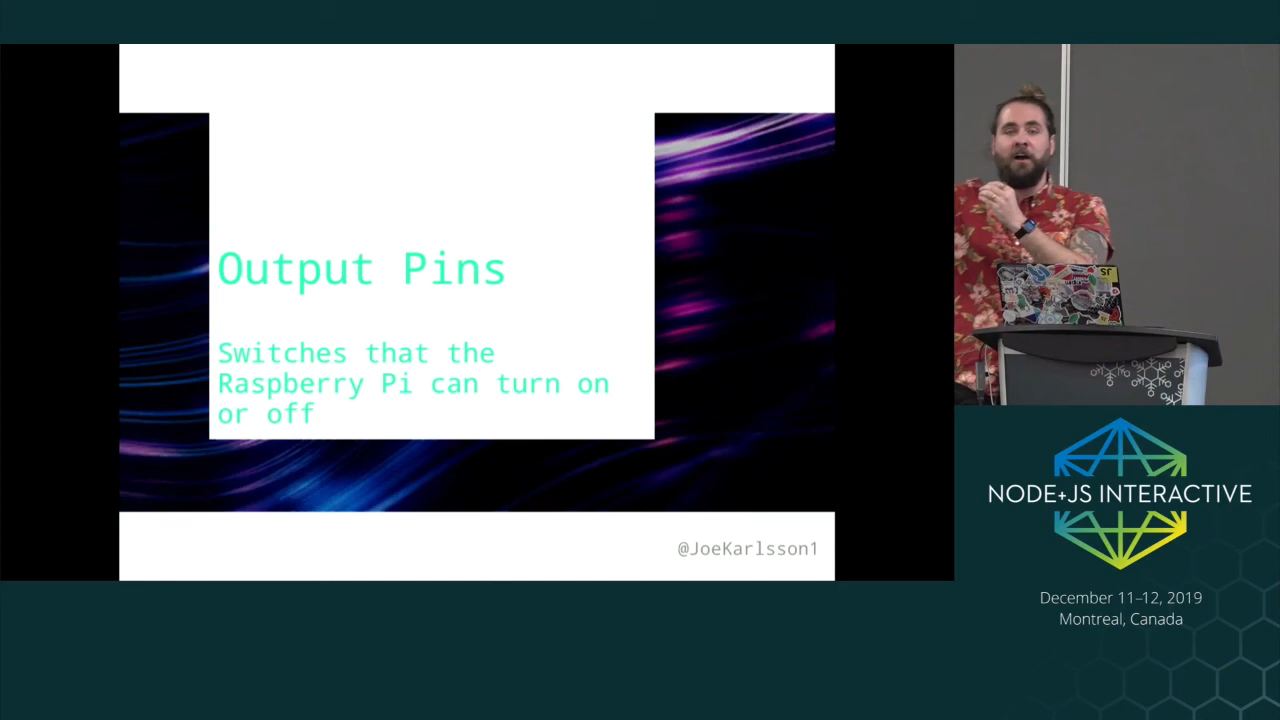 Output Pins
Switches that the
Raspberry Pi can turn on
or off
@JoeKarlsson1
JS
NODE+JS INTERACTIVE
December 11–12, 2019
Montreal, Canada